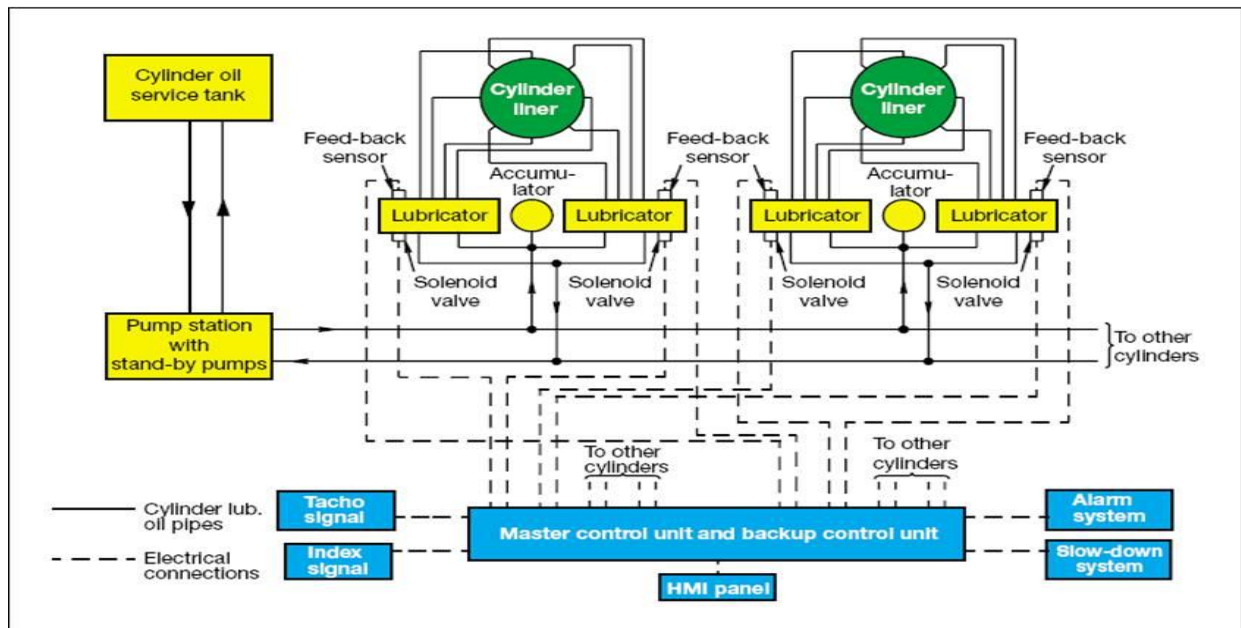 Cylinder oil
service tank
Cylinder
liner
Feed-back
sensor
Accumu-
lator
Feed-back
sensor
Lubricator
Lubricator
Solenoid
valve
Solenoid
valve
Cylinder
liner
Accumu-
lator
Feed-back
sensor
Lubricator
Lubricator
Solenoid
valve
Solenoid
valve
Pump station
with
stand-by pumps
To other
cylinders
To other
cylinders
To other
cylinders
Cylinder lub.
oil pipes
Electrical
connections
Tacho
signal
Index
signal
Master control unit and backup control unit
HMI panel
Alarm
system
Slow-down
system